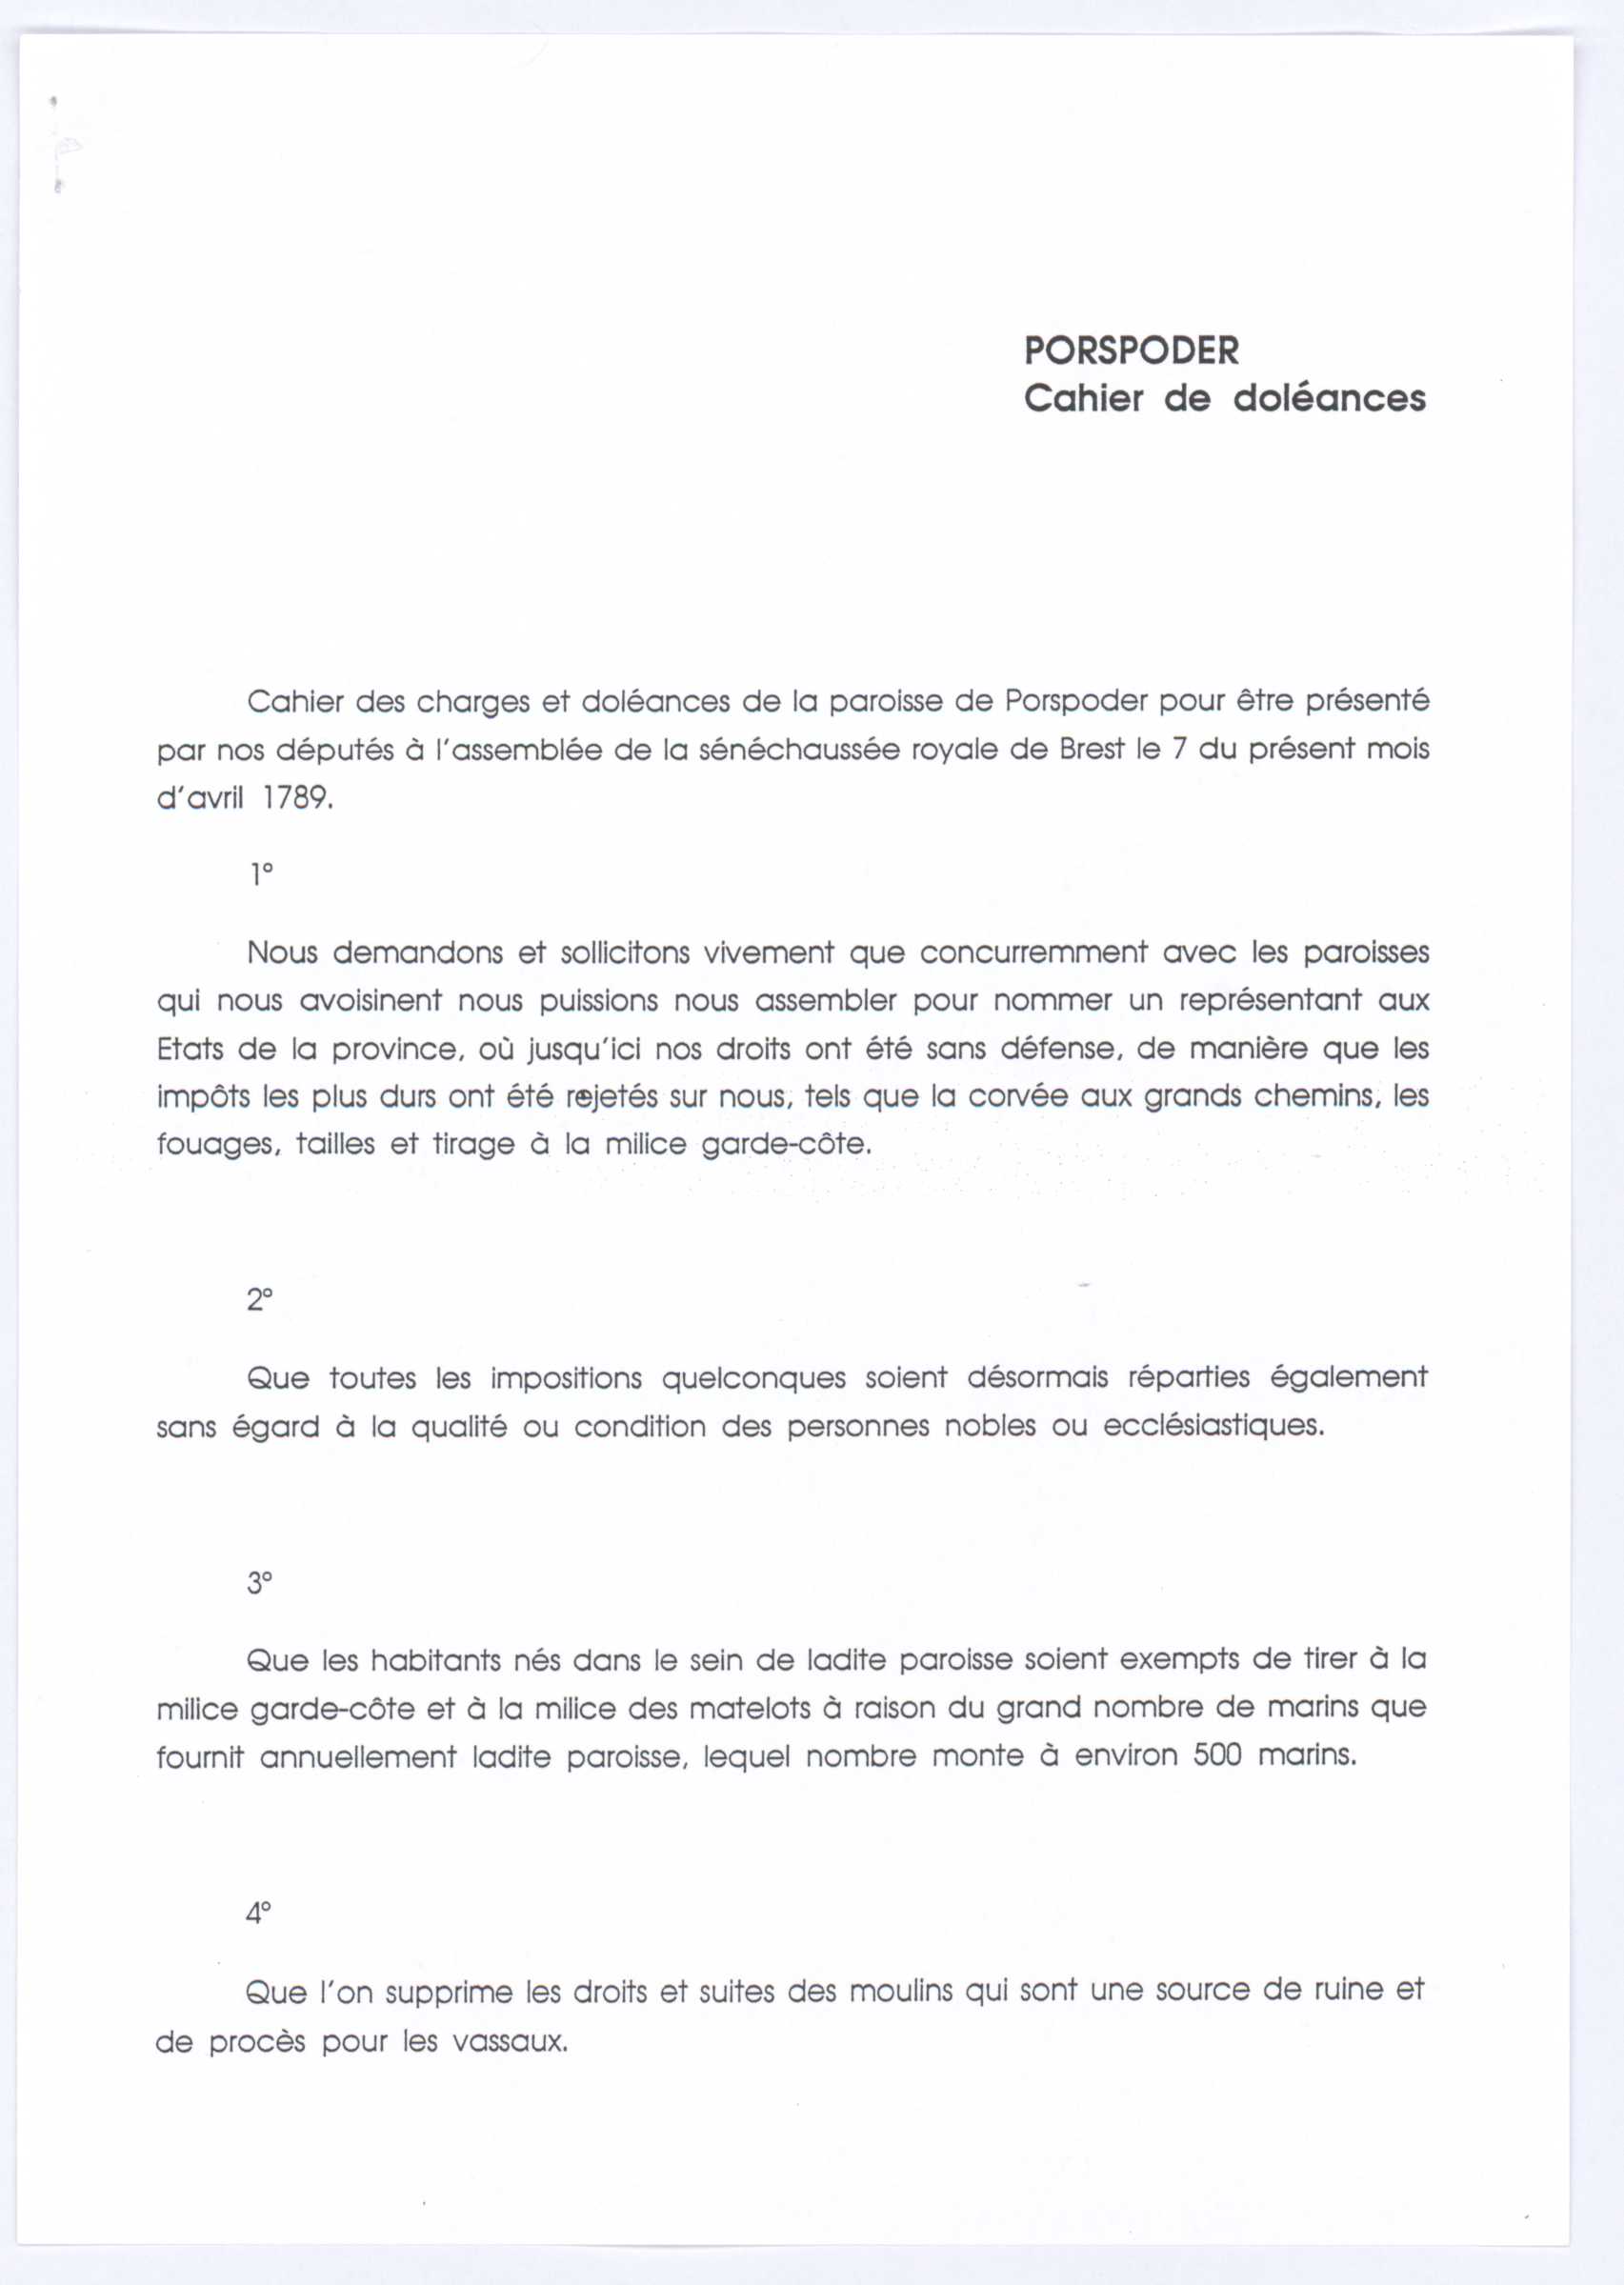 PORSPODER
Cahier de doléances
Cahier des charges et doléances de la paroisse de Porspoder pour être présenté
par nos députés à l'assemblée de la sénéchaussée royale de Brest le 7 du présent mois
d'avril 1789.
1°
Nous demandons et sollicitons vivement que concurremment avec les paroisses
qui nous avoisinent nous puissions nous assembler pour nommer un représentant aux
Etats de la province, où jusqu'ici nos droits ont été sans défense, de manière que les
impôts les plus durs ont été rejetés sur nous, tels que la corvée aux grands chemins, les
fouages, tailles et tirage à la milice garde-côte.
2°
Que toutes les impositions quelconques soient désormais réparties également
sans égard à la qualité ou condition des personnes nobles ou ecclésiastiques.
3°
Que les habitants nés dans le sein de ladite paroisse soient exempts de tirer à la
milice garde-côte et à la milice des matelots à raison du grand nombre de marins que
fournit annuellement ladite paroisse, lequel nombre monte à environ 500 marins.
4°
Que l'on supprime les droits et suites des moulins qui sont une source de ruine et
de procès pour les vassaux.